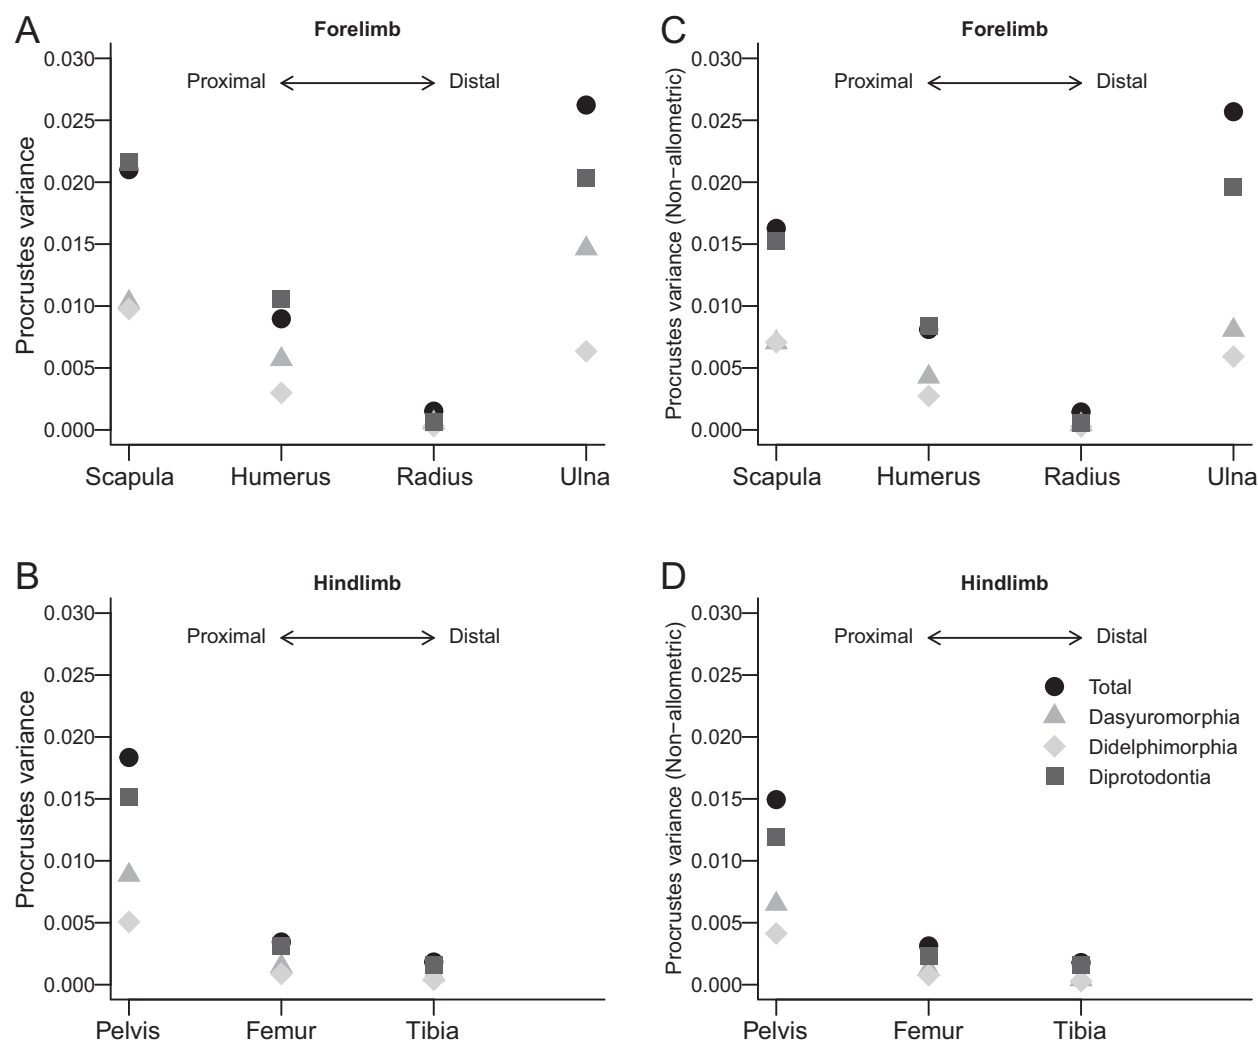 A
Forelimb
Proximal
Distal
Procrustes variance
0.030
0.025
0.020
0.015
0.010
0.005
0.000
Scapula
Humerus
Radius
Ulna
C
Forelimb
Proximal
Distal
Procrustes variance (Non−allometric)
0.030
0.025
0.020
0.015
0.010
0.005
0.000
Scapula
Humerus
Radius
Ulna
B
Hindlimb
Proximal
Distal
Procrustes variance
0.030
0.025
0.020
0.015
0.010
0.005
0.000
Pelvis
Femur
Tibia
D
Hindlimb
Proximal
Distal
Procrustes variance (Non−allometric)
0.030
0.025
0.020
0.015
0.010
0.005
0.000
Total
Dasyuromorphia
Didelphimorphia
Diprotodontia
Pelvis
Femur
Tibia